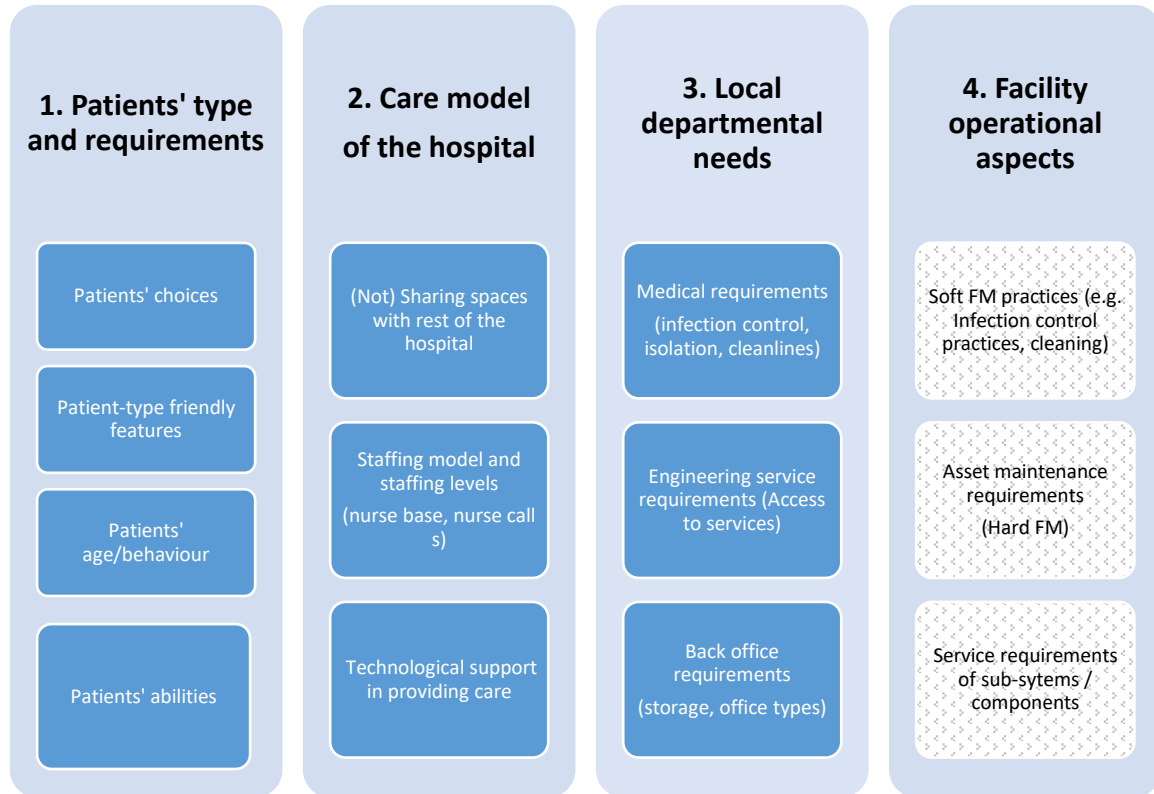 1. Patients' type
and requirements
Patients' choices
Patient-type friendly
features
Patients'
age/behaviour
Patients' abilities
2. Care model
of the hospital
(Not) Sharing spaces
with rest of the
hospital
Staffing model and
staffing levels
(nurse base, nurse call
s)
Technological support
in providing care
3. Local
departmental
needs
Medical requirements
(infection control,
isolation, cleanlines)
Engineering service
requirements (Access
to services)
Back office
requirements
(storage, office types)
4. Facility
operational
aspects
Soft FM practices (e.g.
Infection control
practices, cleaning)
Asset maintenance
requirements
(Hard FM)
Service requirements
of sub-sytems /
components